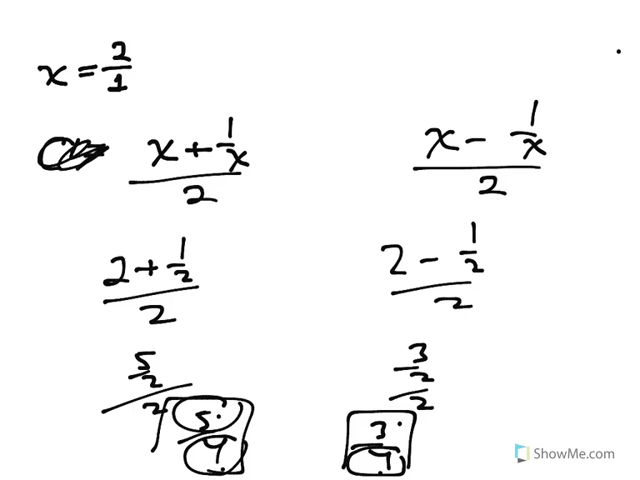 x = 2/1
(x + 1/x)/2
(x - 1/x)/2
(2 + 1/2)/2
(2 - 1/2)/2
(5/2)/2
(3/2)/2
5/4
3/4
ShowMe.com